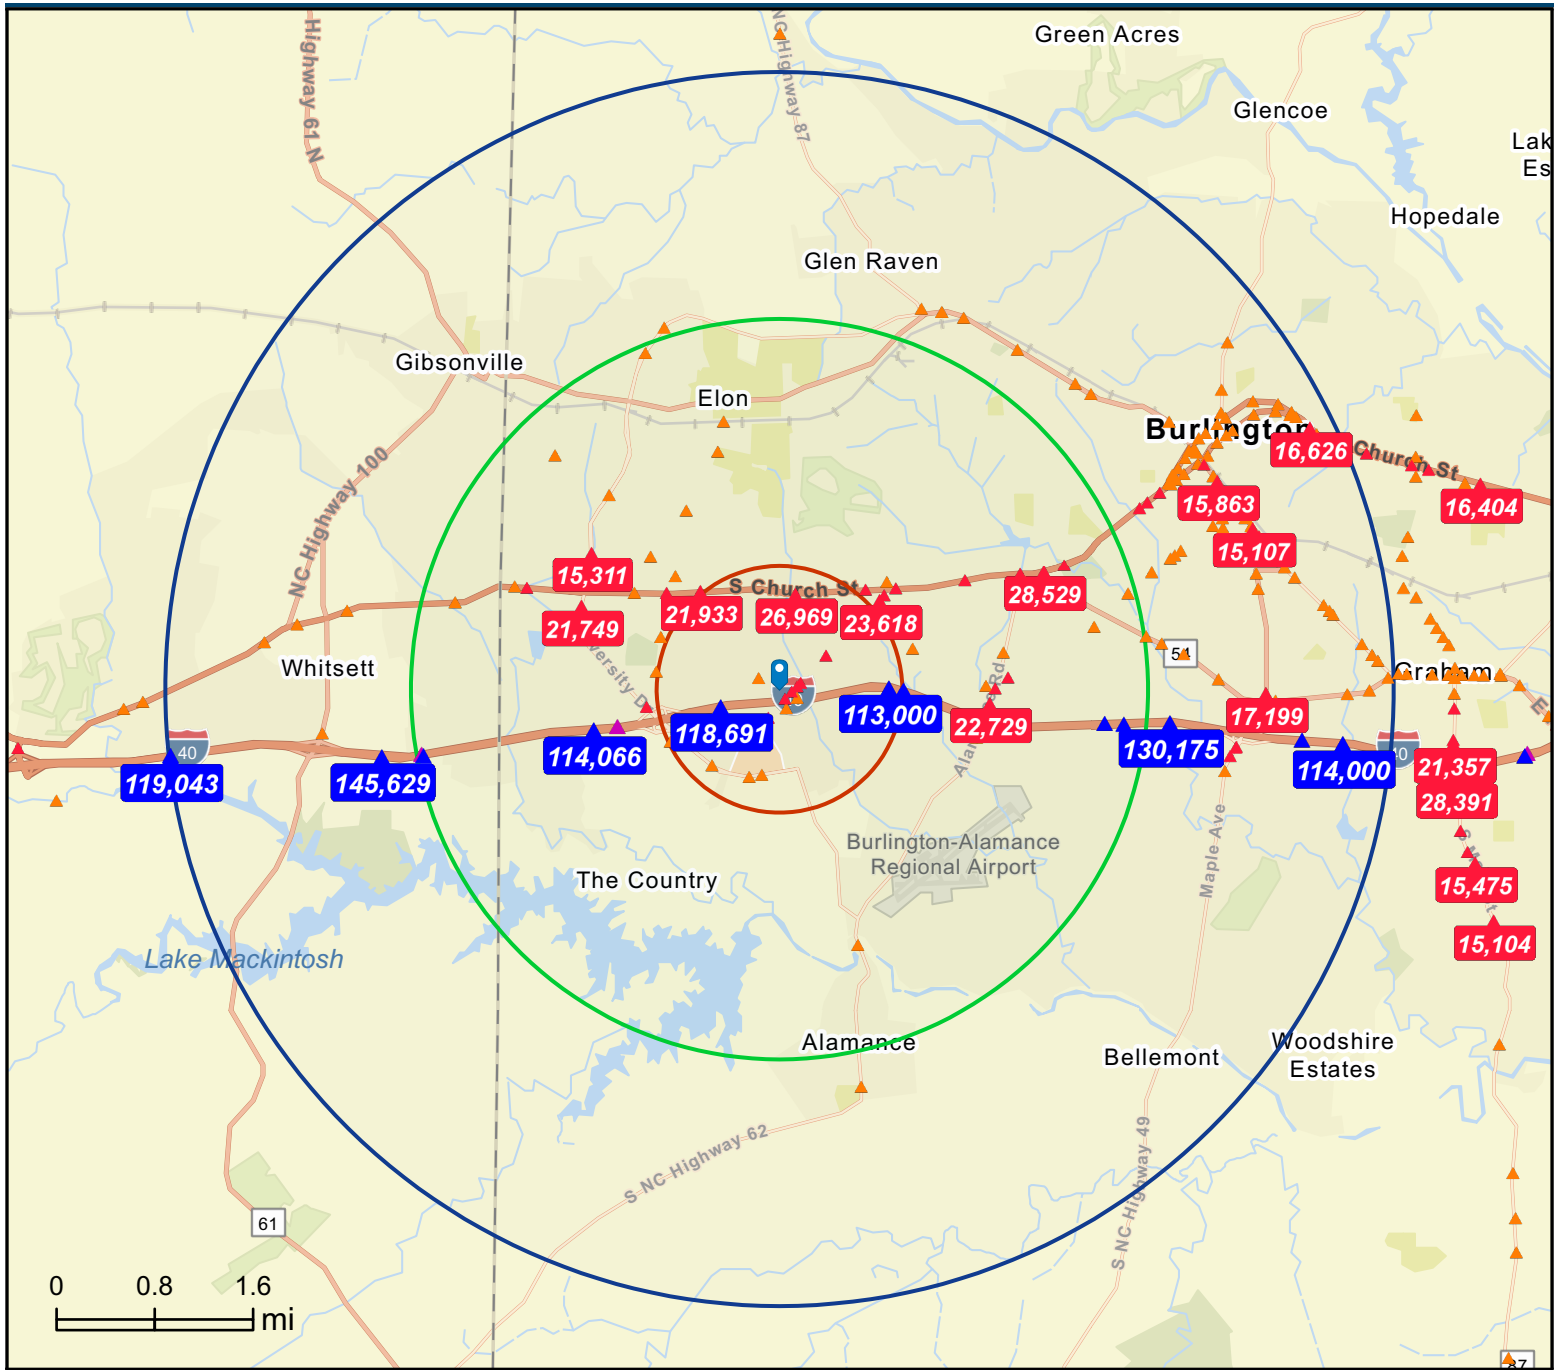 Green Acres
NC Highway 87
Highway 61 N
Glencoe
Lak
Es
Hopedale
Glen Raven
Gibsonville
Elon
Burlington
16,626
Church St
NC Highway 100
15,863
16,404
15,107
15,311
S Church St
28,529
21,933
26,969
23,618
21,749
54
Whitsett
Graham
22,729
17,199
118,691
113,000
114,066
130,175
40
119,043
145,629
114,000
21,357
28,391
Maple Ave
Burlington-Alamance
Regional Airport
The Country
15,475
15,104
Lake Mackintosh
Alamance
Bellemont
Woodshire
Estates
S NC Highway 62
S NC Highway 49
61
0 0.8 1.6
mi
87